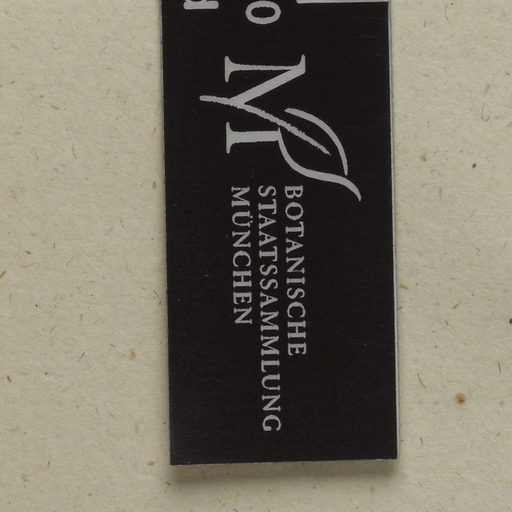 M
BOTANISCHE
STAATSSAMMLUNG
MÜNCHEN